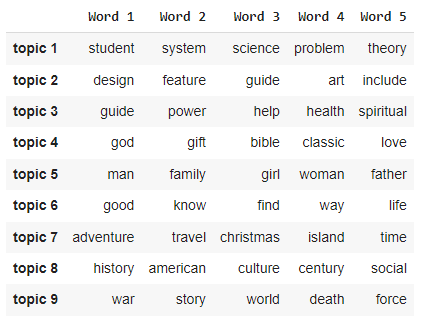 Word 1 Word 2 Word 3 Word 4 Word 5
topic 1 student system science problem theory
topic 2 design feature guide art include
topic 3 guide power help health spiritual
topic 4 god gift bible classic love
topic 5 man family girl woman father
topic 6 good know find way life
topic 7 adventure travel christmas island time
topic 8 history american culture century social
topic 9 war story world death force